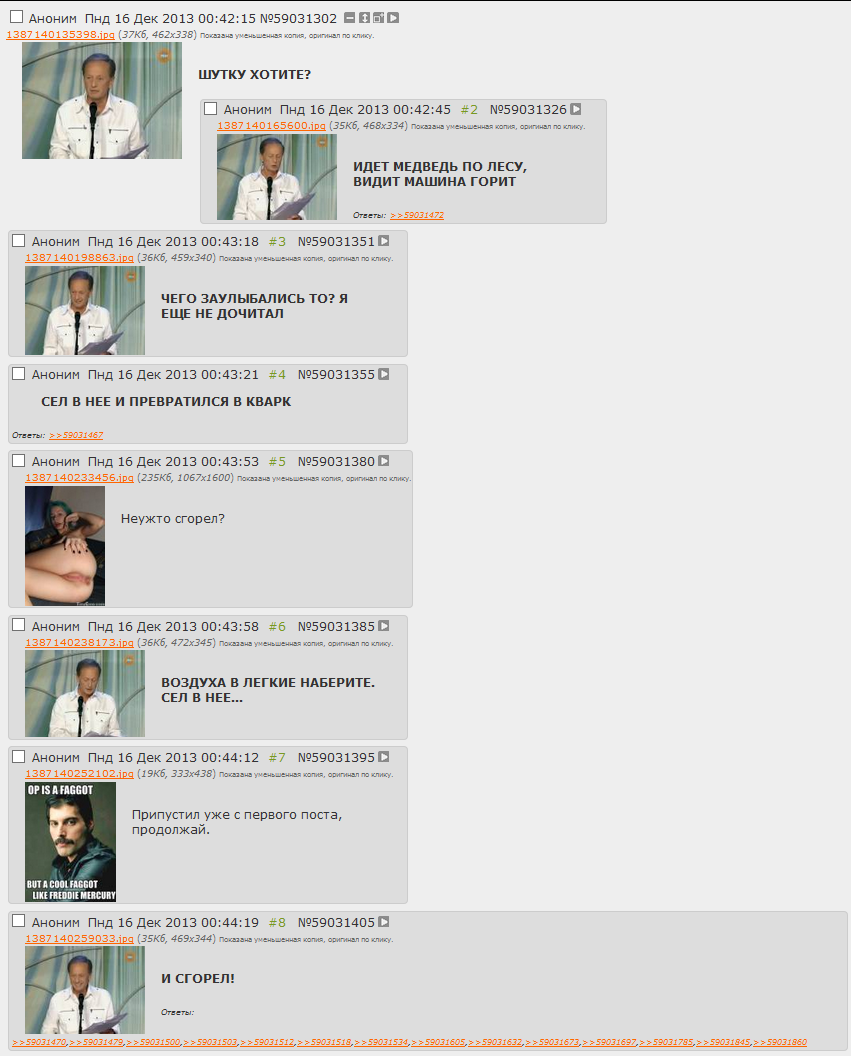 Аноним Пнд 16 Дек 2013 00:42:15 №59031302
1387140135398.jpg (37Кб, 462x338) Показана уменьшенная копия, оригинал по клику.
ШУТКУ ХОТИТЕ?
Аноним Пнд 16 Дек 2013 00:42:45 #2 №59031326
1387140165600.jpg (35Кб, 468x334) Показана уменьшенная копия, оригинал по клику.
ИДЕТ МЕДВЕДЬ ПО ЛЕСУ,
ВИДИТ МАШИНА ГОРИТ
Ответы: >>59031472
Аноним Пнд 16 Дек 2013 00:43:18 #3 №59031351
1387140198863.jpg (36Кб, 459x340) Показана уменьшенная копия, оригинал по клику.
ЧЕГО ЗАУЛЫБАЛИСЬ ТО? Я
ЕЩЕ НЕ ДОЧИТАЛ
Аноним Пнд 16 Дек 2013 00:43:21 #4 №59031355
СЕЛ В НЕЕ И ПРЕВРАТИЛСЯ В КВАРК
Ответы: >>59031467
Аноним Пнд 16 Дек 2013 00:43:53 #5 №59031380
1387140233456.jpg (235Кб, 1067x1600) Показана уменьшенная копия, оригинал по клику.
Неужто сгорел?
Аноним Пнд 16 Дек 2013 00:43:58 #6 №59031385
1387140238173.jpg (36Кб, 472x345) Показана уменьшенная копия, оригинал по клику.
ВОЗДУХА В ЛЕГКИЕ НАБЕРИТЕ.
СЕЛ В НЕЕ...
Аноним Пнд 16 Дек 2013 00:44:12 #7 №59031395
1387140252102.jpg (19Кб, 333x438) Показана уменьшенная копия, оригинал по клику.
OP IS A FAGGOT
Припустил уже с первого поста,
продолжай.
BUT A COOL FAGGOT
LIKE FREDDIE MERCURY
Аноним Пнд 16 Дек 2013 00:44:19 #8 №59031405
1387140259033.jpg (35Кб, 469x344) Показана уменьшенная копия, оригинал по клику.
И СГОРЕЛ!
Ответы:
>>59031470,>>59031479,>>59031500,>>59031503,>>59031512,>>59031518,>>59031534,>>59031605,>>59031632,>>59031673,>>59031697,>>59031785,>>59031845,>>59031860